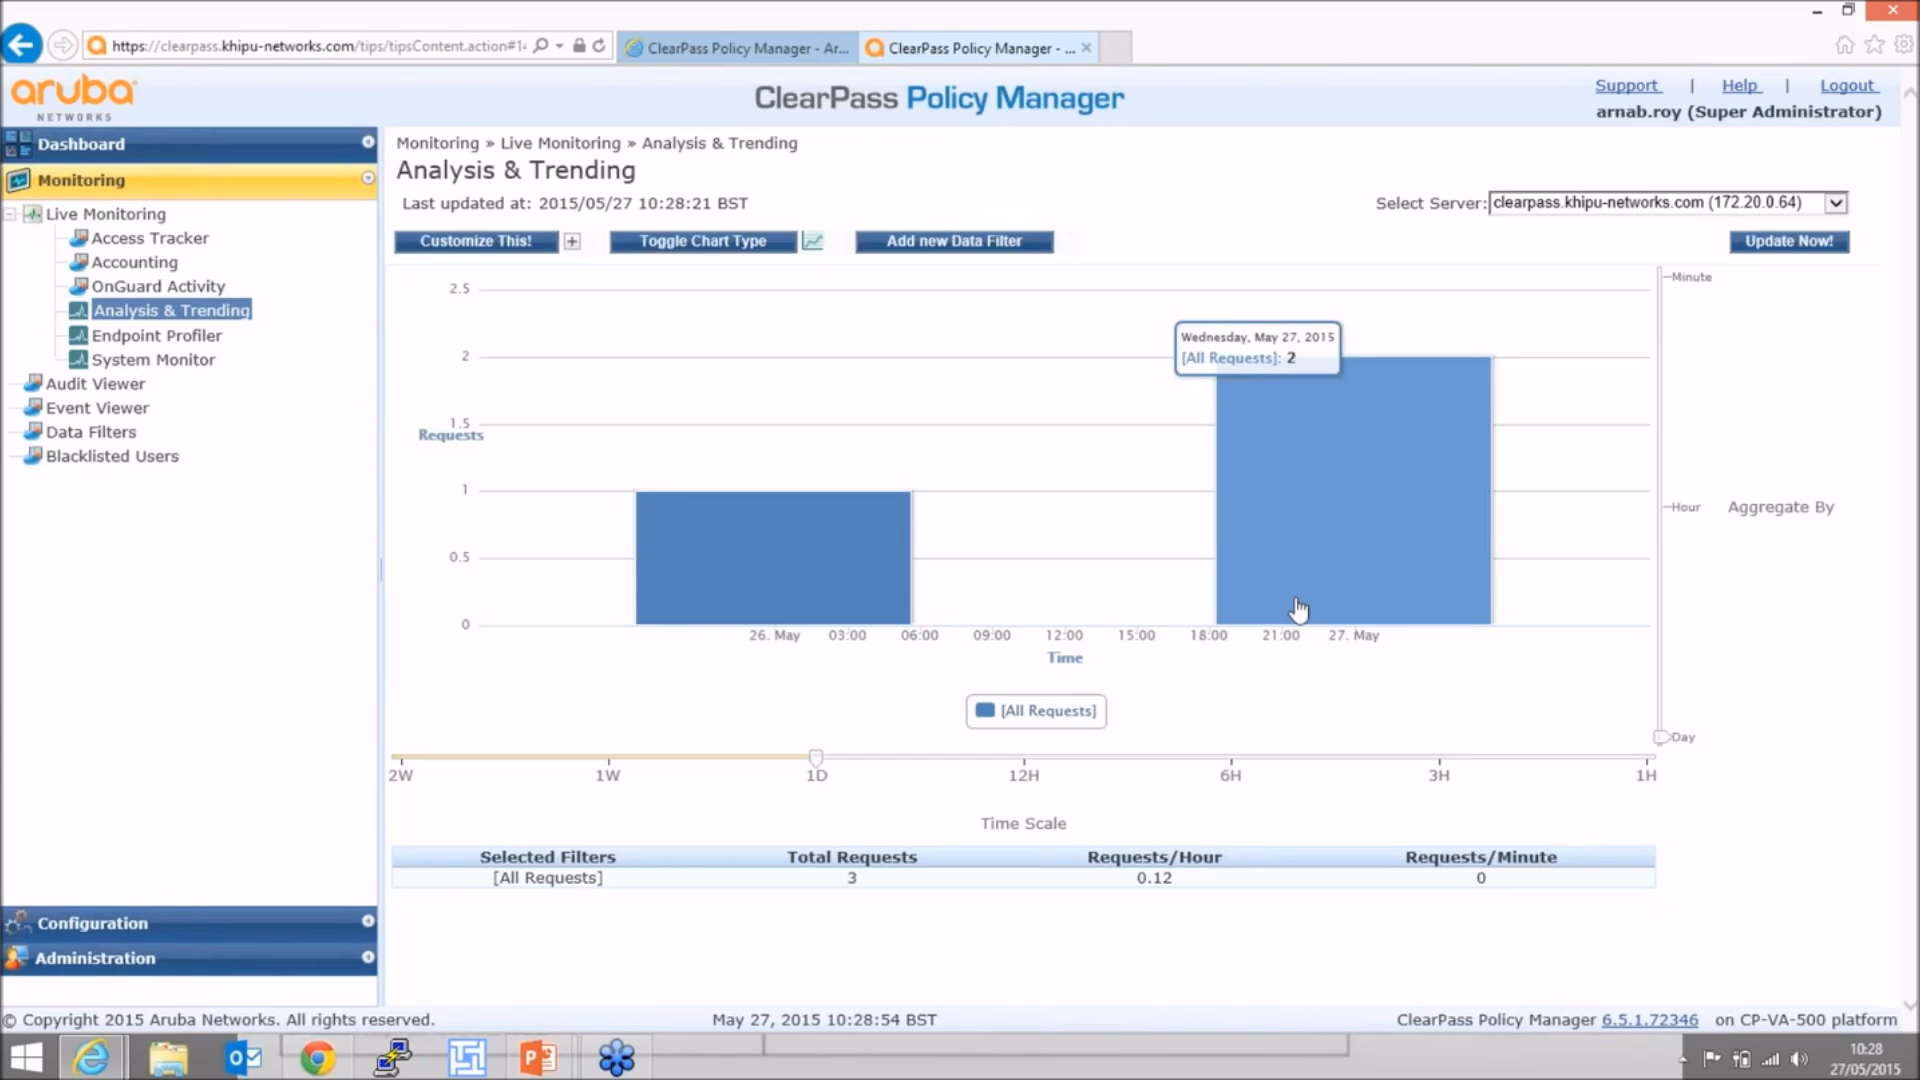 https://clearpass.khipu-networks.com/tips/tipsContent.action#1
ClearPass Policy Manager - Ar...
ClearPass Policy Manager - ...
aruba
NETWORKS
ClearPass Policy Manager
Support | Help | Logout
arnab.roy (Super Administrator)
Dashboard
Monitoring
Live Monitoring
Access Tracker
Accounting
OnGuard Activity
Analysis & Trending
Endpoint Profiler
System Monitor
Audit Viewer
Event Viewer
Data Filters
Blacklisted Users
Configuration
Administration
Monitoring » Live Monitoring » Analysis & Trending
Analysis & Trending
Last updated at: 2015/05/27 10:28:21 BST
Select Server: clearpass.khipu-networks.com (172.20.0.64)
Customize This!
Toggle Chart Type
Add new Data Filter
Update Now!
2.5
2
1.5
Requests
1
0.5
0
Wednesday, May 27, 2015
[All Requests]: 2
26. May 03:00 06:00 09:00 12:00 15:00 18:00 21:00 27. May
Time
[All Requests]
Minute
Hour
Aggregate By
Day
2W 1W 1D 12H 6H 3H 1H
Time Scale
Selected Filters Total Requests Requests/Hour Requests/Minute
[All Requests] 3 0.12 0
© Copyright 2015 Aruba Networks. All rights reserved.
May 27, 2015 10:28:54 BST
ClearPass Policy Manager 6.5.1.72346 on CP-VA-500 platform
10:28
27/05/2015